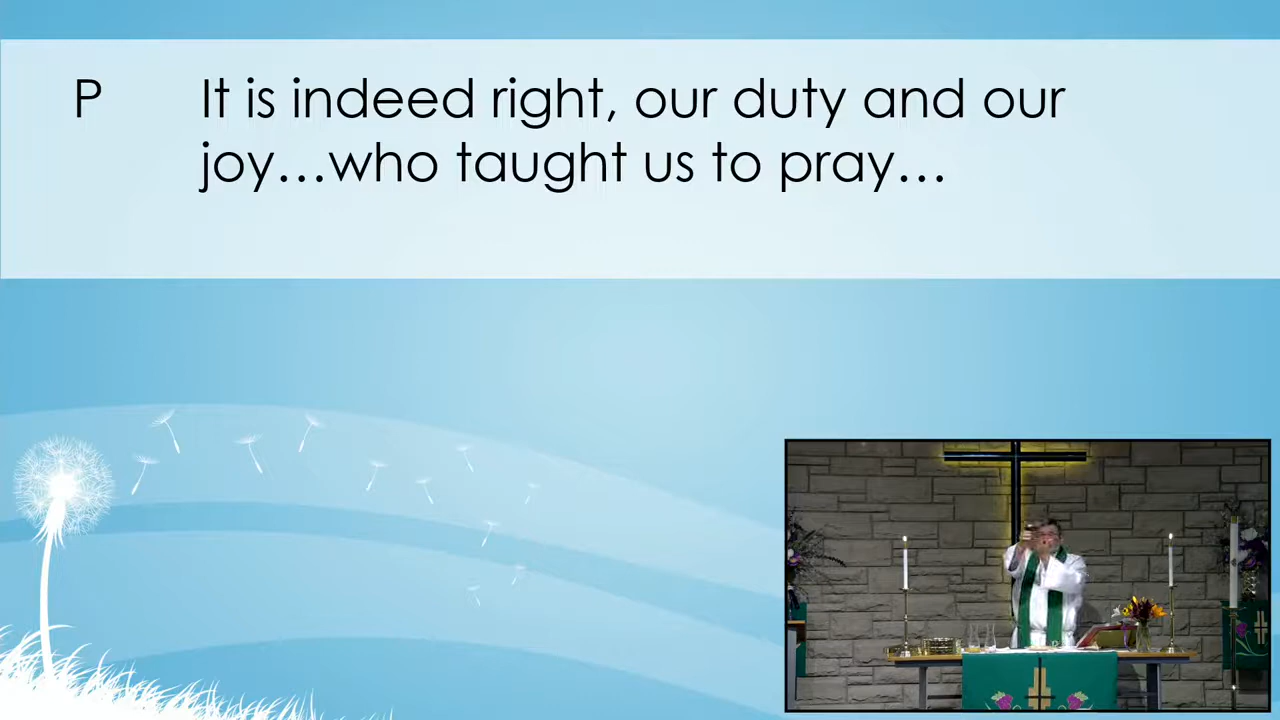 P It is indeed right, our duty and our
joy…who taught us to pray…